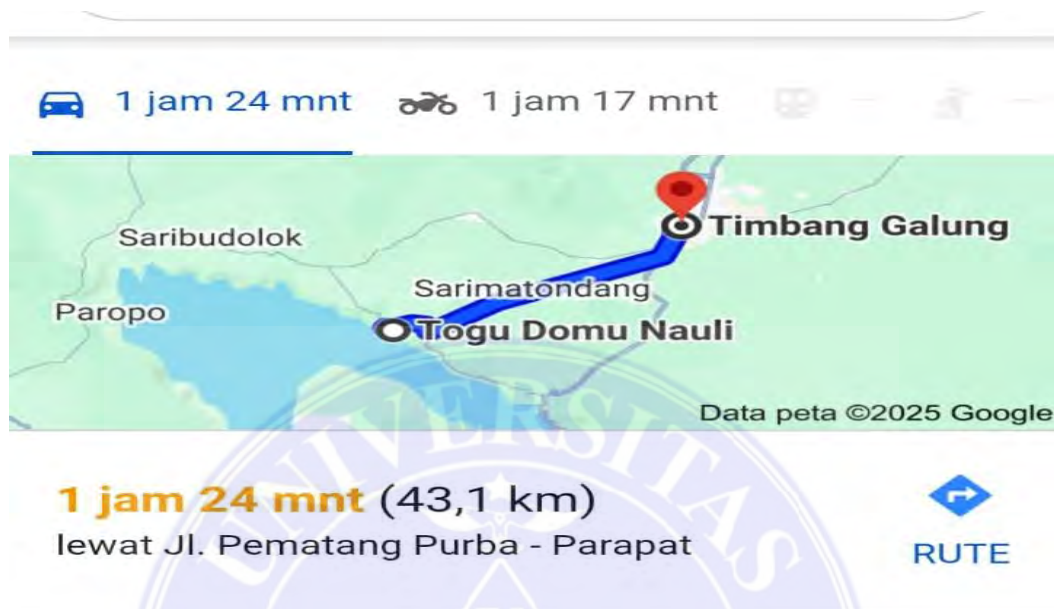 1 jam 24 mnt 1 jam 17 mnt
Saribudolok
Timbang Galung
Sarimatondang
Paropo
Togu Domu Nauli
Data peta ©2025 Google
1 jam 24 mnt (43,1 km)
lewat Jl. Pematang Purba - Parapat
RUTE
UNIVERSITAS